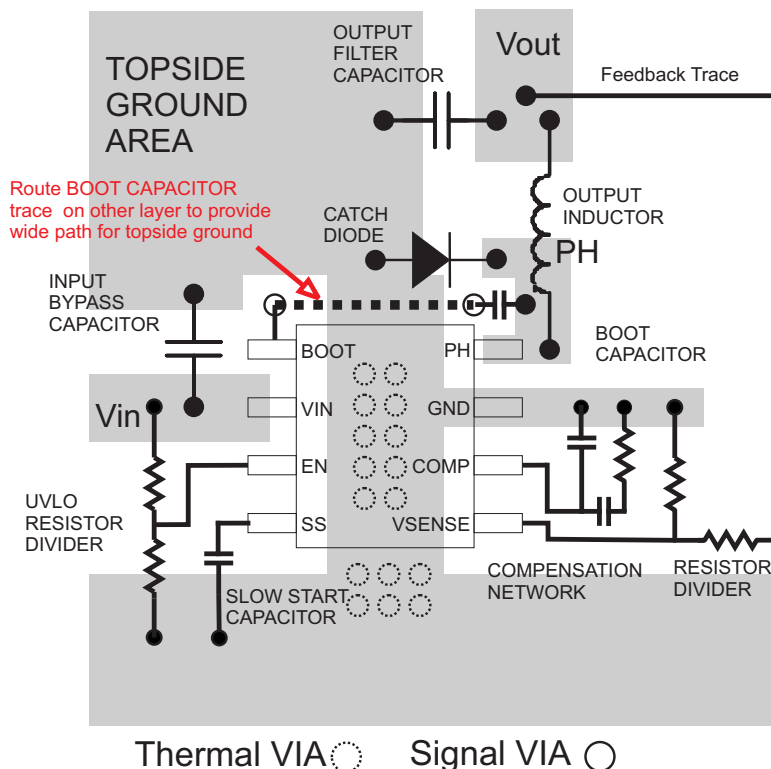 OUTPUT
FILTER
CAPACITOR
Vout
Feedback Trace
TOPSIDE
GROUND
AREA
Route BOOT CAPACITOR
trace on other layer to provide
wide path for topside ground
CATCH
DIODE
OUTPUT
INDUCTOR
PH
INPUT
BYPASS
CAPACITOR
BOOT
CAPACITOR
BOOT
PH
Vin
VIN
GND
EN
COMP
UVLO
RESISTOR
DIVIDER
SS
VSENSE
SLOW START
CAPACITOR
COMPENSATION
NETWORK
RESISTOR
DIVIDER
Thermal VIA
Signal VIA